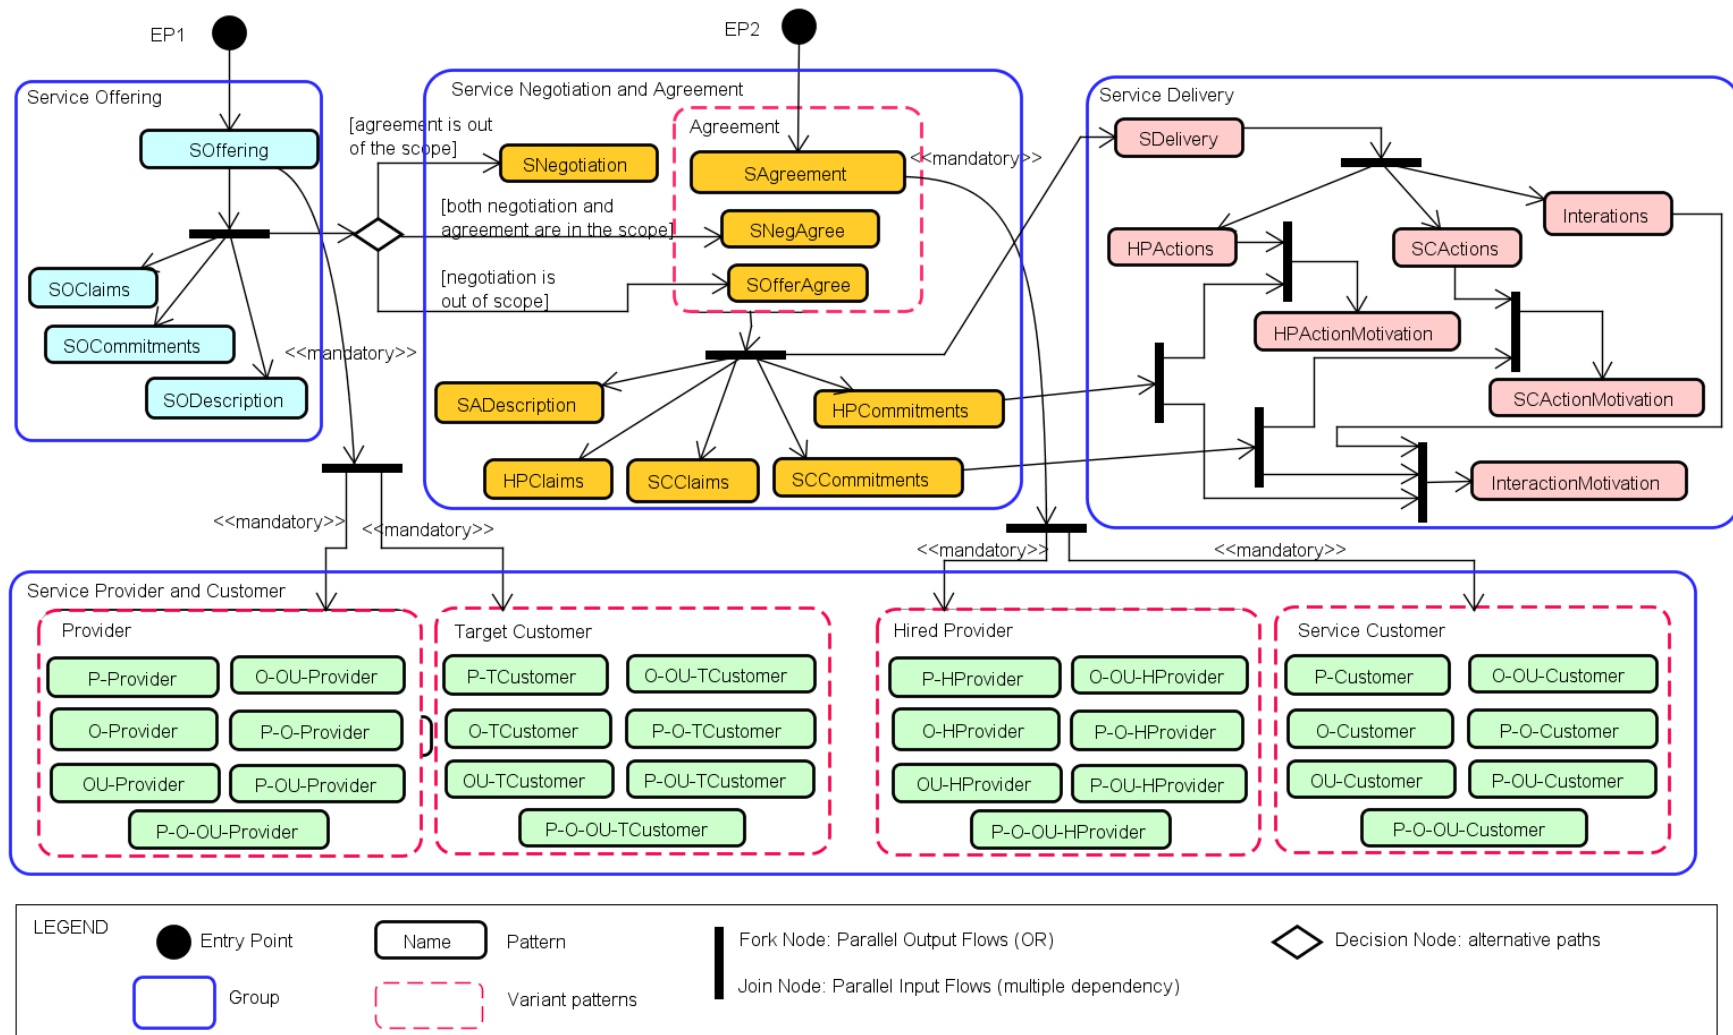 EP1
EP2
Service Offering
SOffering
SOClaims
SOCommitments
SODescription
<<mandatory>>
[agreement is out
of the scope]
[both negotiation and
agreement are in the scope]
[negotiation is
out of scope]
Service Negotiation and Agreement
SNegotiation
Agreement
SAgreement
SNegAgree
SOfferAgree
<<mandatory>>
SADescription
HPCommitments
HPClaims
SCClaims
SCCommitments
Service Delivery
SDelivery
Interations
HPActions
SCActions
HPActionMotivation
SCActionMotivation
InteractionMotivation
<<mandatory>>
<<mandatory>>
<<mandatory>>
<<mandatory>>
Service Provider and Customer
Provider
P-Provider
O-OU-Provider
O-Provider
P-O-Provider
OU-Provider
P-OU-Provider
P-O-OU-Provider
Target Customer
P-TCustomer
O-OU-TCustomer
O-TCustomer
P-O-TCustomer
OU-TCustomer
P-OU-TCustomer
P-O-OU-TCustomer
Hired Provider
P-HProvider
O-OU-HProvider
O-HProvider
P-O-HProvider
OU-HProvider
P-OU-HProvider
P-O-OU-HProvider
Service Customer
P-Customer
O-OU-Customer
O-Customer
P-O-Customer
OU-Customer
P-OU-Customer
P-O-OU-Customer
LEGEND
Entry Point
Name
Pattern
Fork Node: Parallel Output Flows (OR)
Decision Node: alternative paths
Group
Variant patterns
Join Node: Parallel Input Flows (multiple dependency)